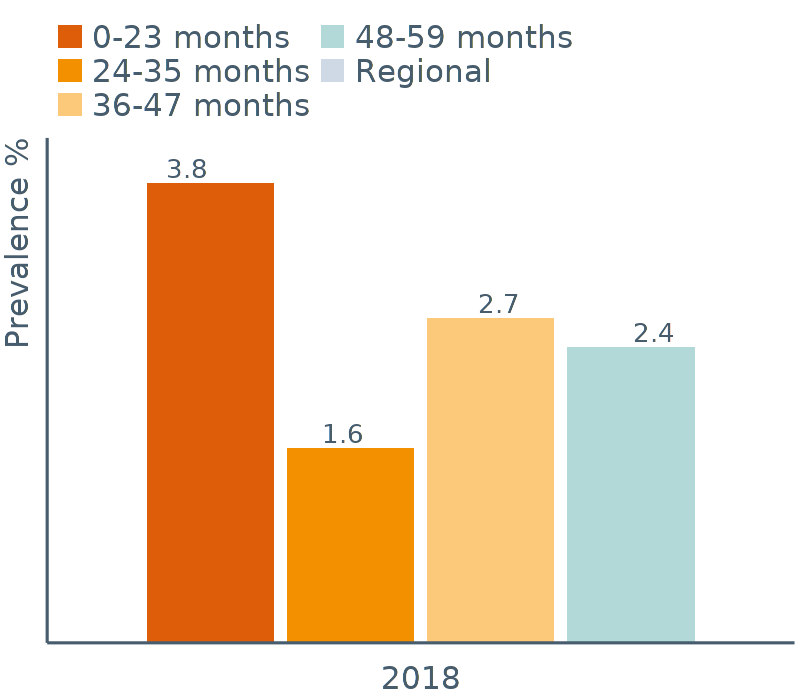 0-23 months
24-35 months
36-47 months
48-59 months
Regional
Prevalence %
3.8
1.6
2.7
2.4
2018